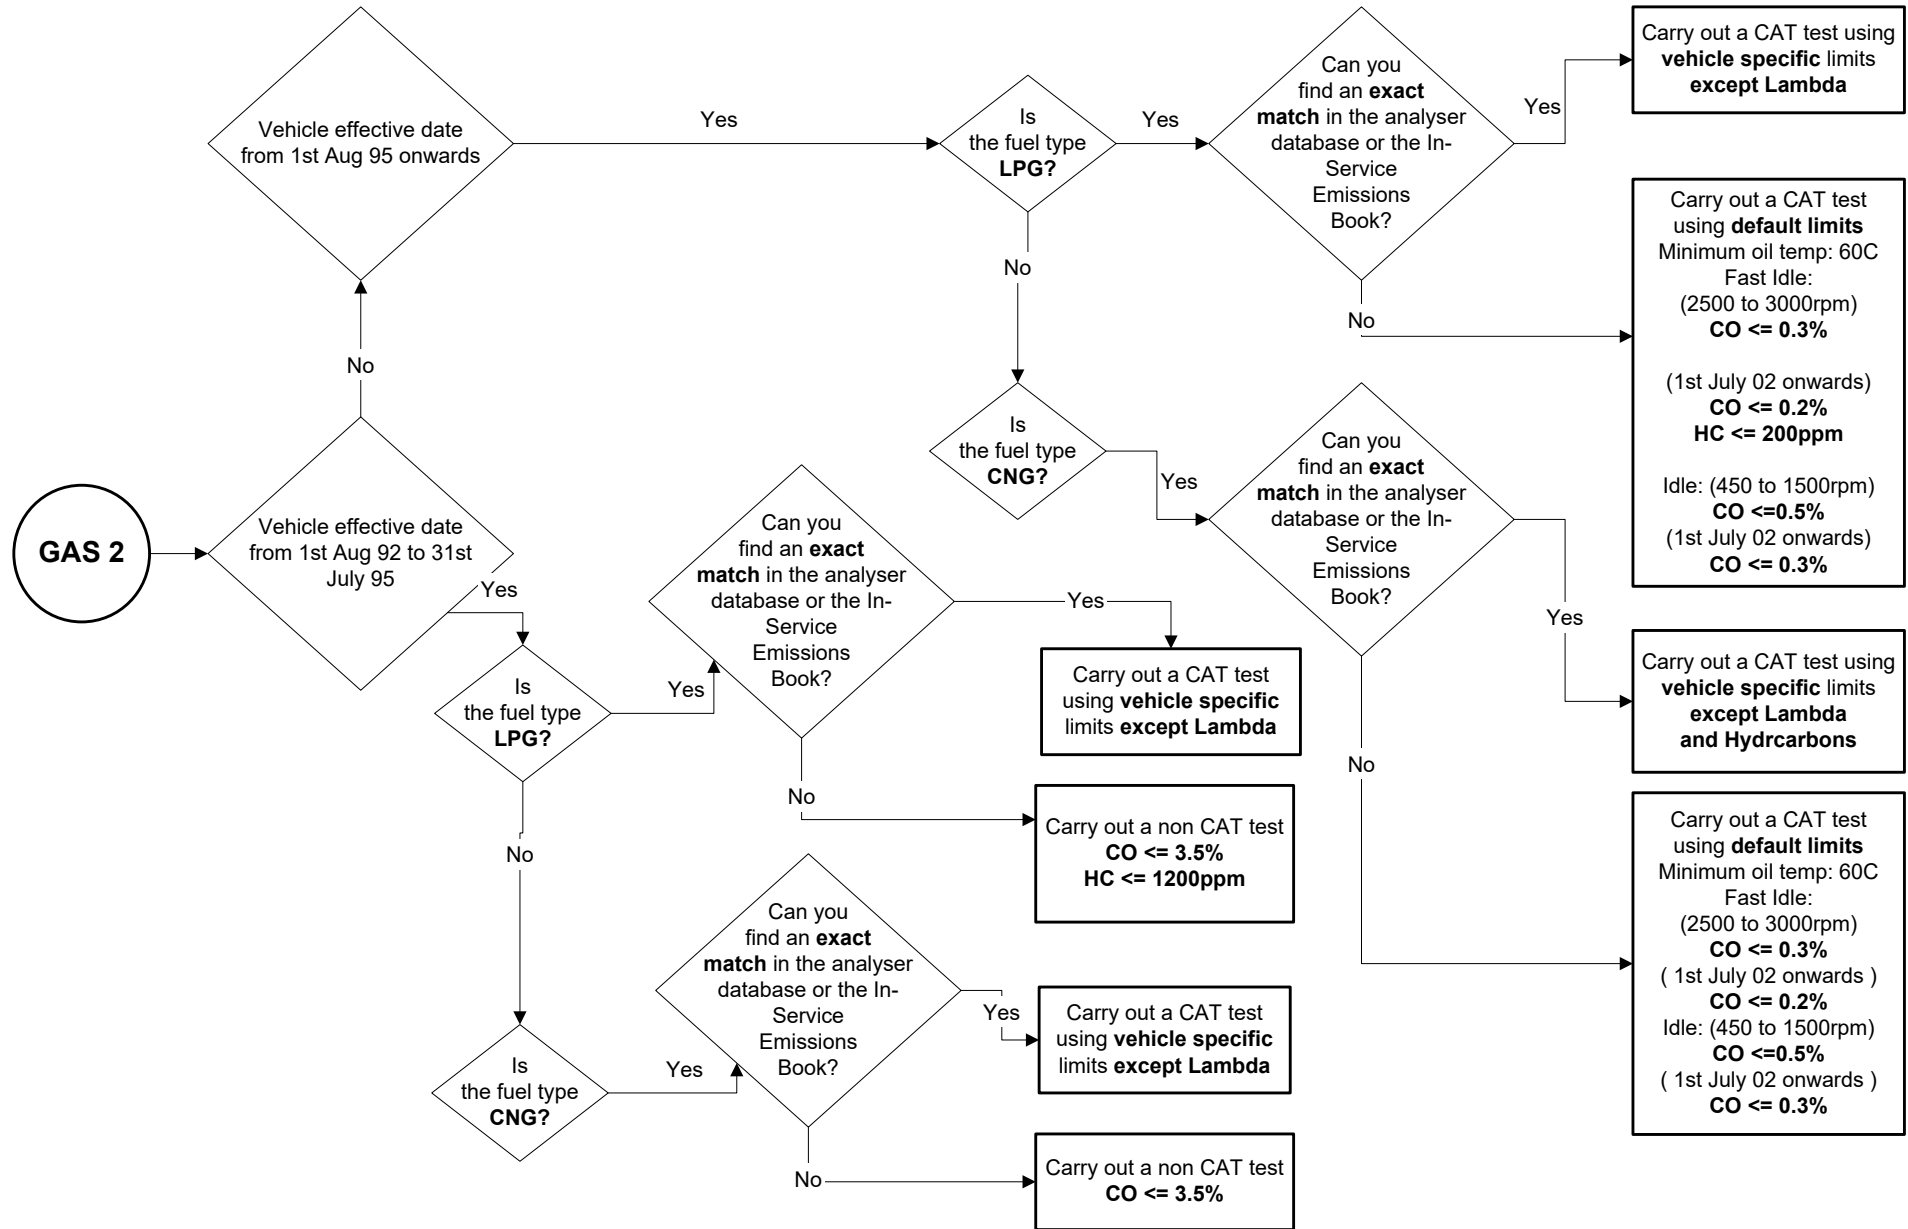 GAS 2
Vehicle effective date
from 1st Aug 92 to 31st
July 95
No
Vehicle effective date
from 1st Aug 95 onwards
Yes
Is
the fuel type
LPG?
Yes
Can you
find an exact
match in the analyser
database or the In-
Service
Emissions
Book?
Yes
Carry out a CAT test using
vehicle specific limits
except Lambda
No
Carry out a CAT test
using default limits
Minimum oil temp: 60C
Fast Idle:
(2500 to 3000rpm)
CO <= 0.3%
(1st July 02 onwards)
CO <= 0.2%
HC <= 200ppm
Idle: (450 to 1500rpm)
CO <=0.5%
(1st July 02 onwards)
CO <= 0.3%
No
Is
the fuel type
CNG?
Yes
Can you
find an exact
match in the analyser
database or the In-
Service
Emissions
Book?
Yes
Carry out a CAT test using
vehicle specific limits
except Lambda
and Hydrcarbons
No
Carry out a CAT test
using default limits
Minimum oil temp: 60C
Fast Idle:
(2500 to 3000rpm)
CO <= 0.3%
( 1st July 02 onwards )
CO <= 0.2%
Idle: (450 to 1500rpm)
CO <=0.5%
( 1st July 02 onwards )
CO <= 0.3%
Yes
Is
the fuel type
LPG?
Yes
Can you
find an exact
match in the analyser
database or the In-
Service
Emissions
Book?
Yes
Carry out a CAT test
using vehicle specific
limits except Lambda
No
Carry out a non CAT test
CO <= 3.5%
HC <= 1200ppm
No
Is
the fuel type
CNG?
Yes
Can you
find an exact
match in the analyser
database or the In-
Service
Emissions
Book?
Yes
Carry out a CAT test
using vehicle specific
limits except Lambda
No
Carry out a non CAT test
CO <= 3.5%